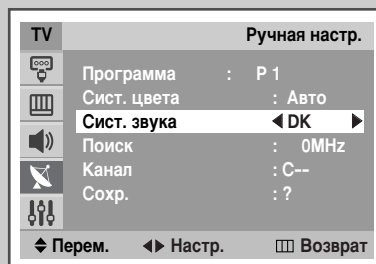 TV Ручная настр.
Программа : P 1
Сист. цвета : Авто
Сист. звука ◀ DK ▶
Поиск : 0MHz
Канал : C--
Сохр. : ?
Перем. Настр. Возврат